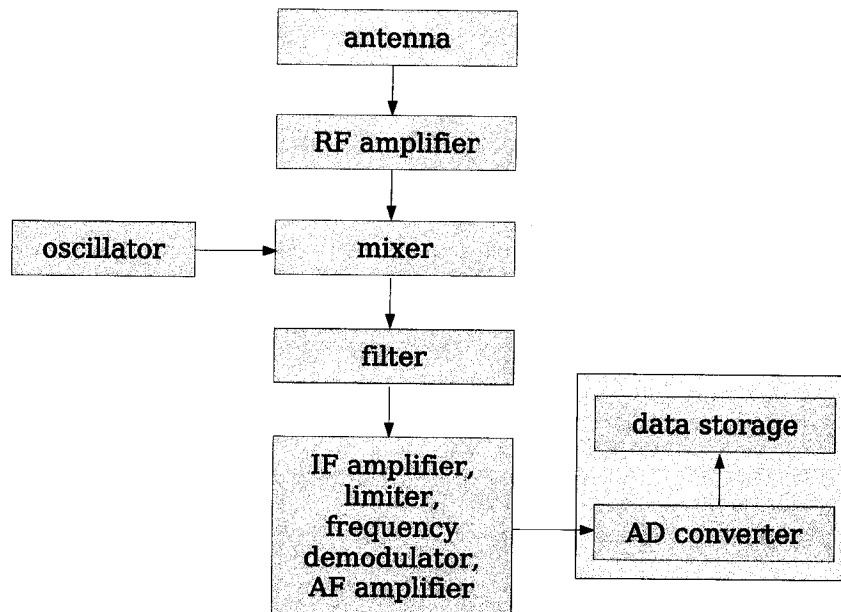 antenna
RF amplifier
oscillator
mixer
filter
data storage
IF amplifier,
limiter,
frequency
demodulator,
AF amplifier
AD converter